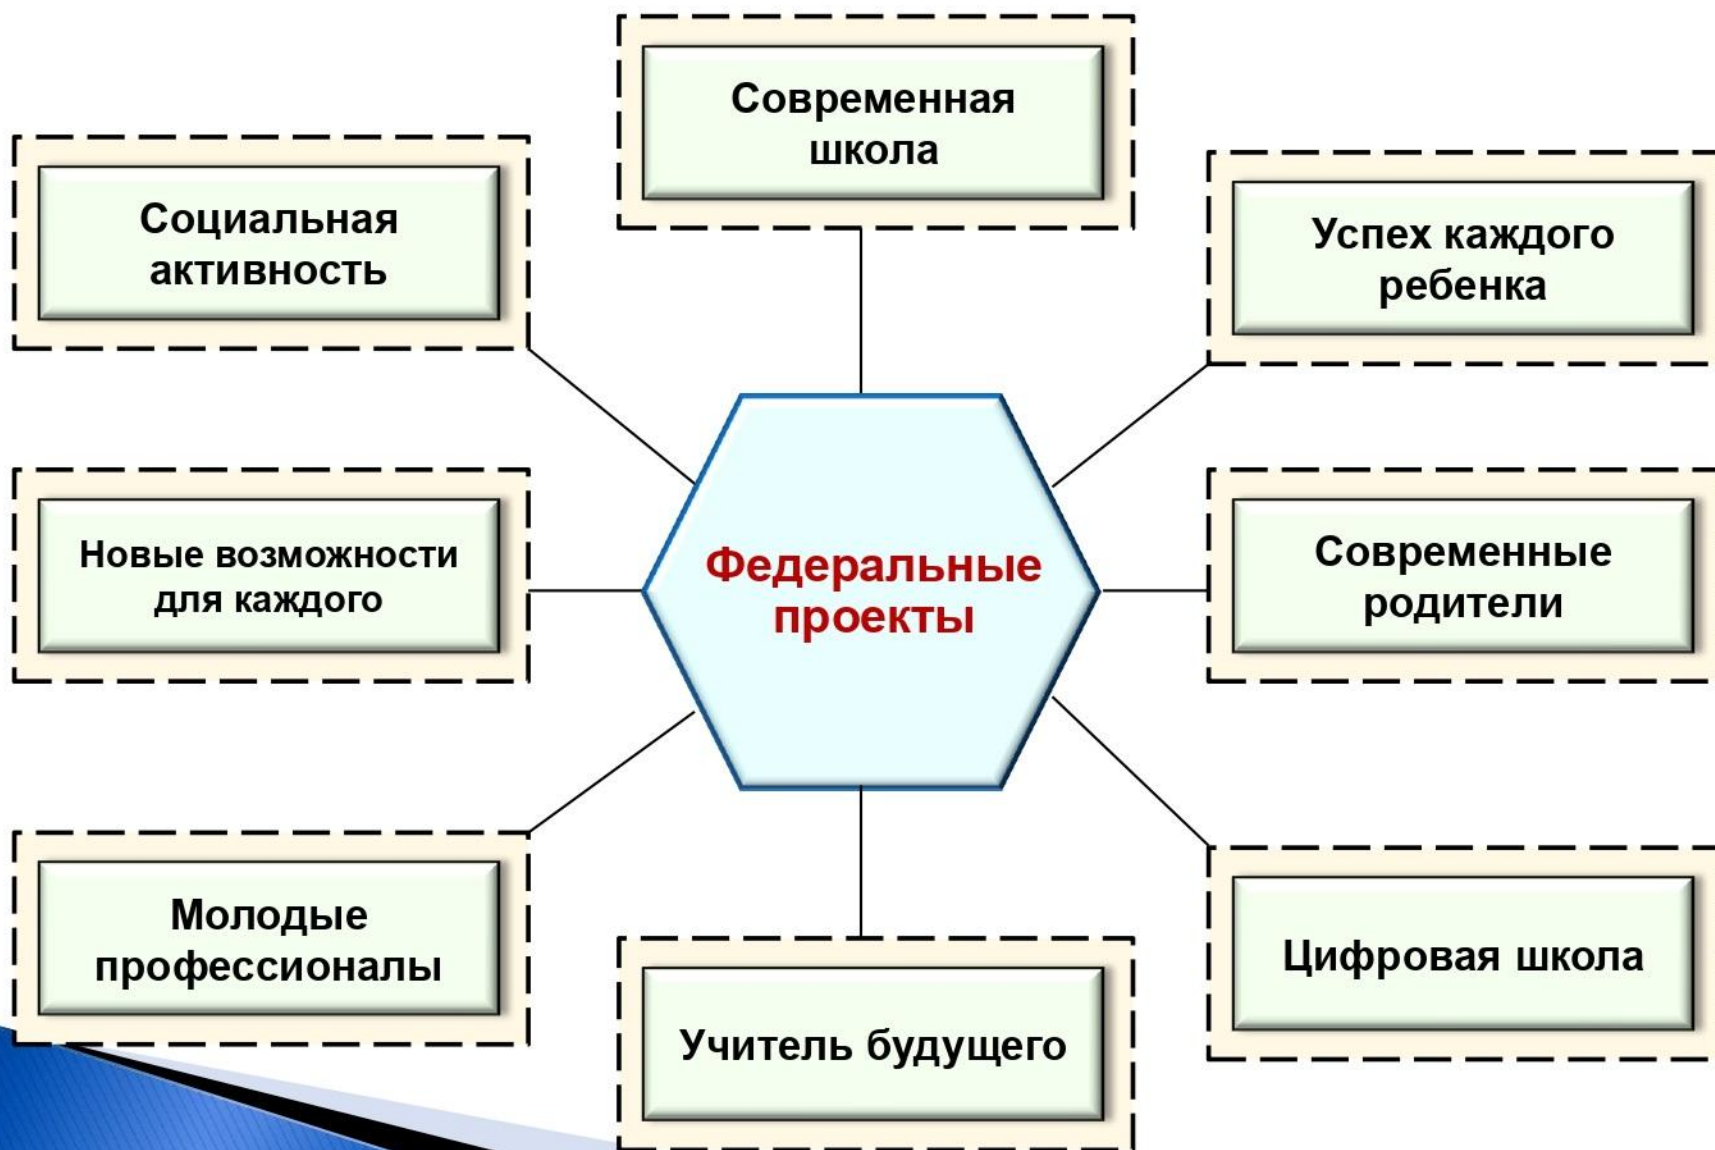 Современная
школа
Социальная
активность
Успех каждого
ребенка
Новые возможности
для каждого
Федеральные
проекты
Современные
родители
Молодые
профессионалы
Учитель будущего
Цифровая школа